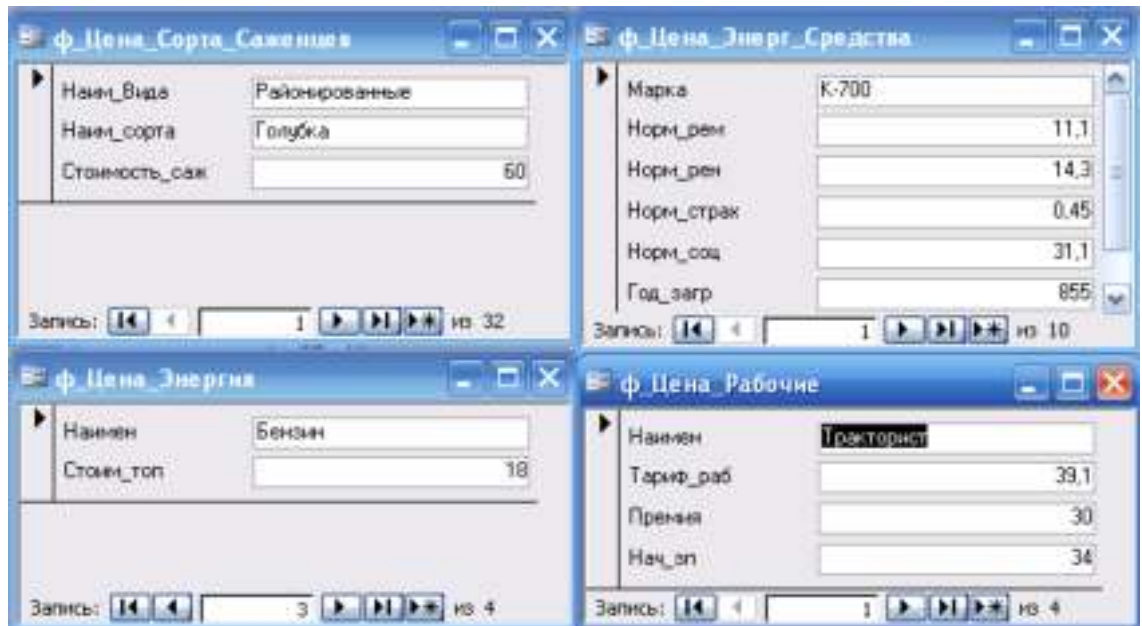 ф_Цена_Сорта_Саженцев
Наим_Вида Районированные
Наим_сорта Голубка
Стоимость_саж 60
Запись: 1 из 32
ф_Цена_Энерг_Средства
Марка К-700
Норм_рем 11,1
Норм_рен 14,3
Норм_страх 0,45
Норм_соц 31,1
Год_загр 855
Запись: 1 из 10
ф_Цена_Энергия
Наимен Бензин
Стоим_топ 18
Запись: 3 из 4
ф_Цена_Рабочие
Наимен Тракторист
Тариф_раб 39,1
Премия 30
Нач_зп 34
Запись: 1 из 4